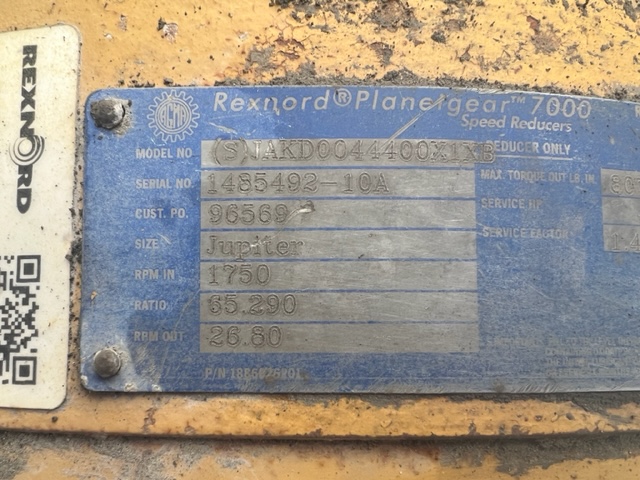 REXNORD
AGMA
Rexnord® Planetgear™ 7000
Speed Reducers
REDUCER ONLY
MODEL NO (S)JAKD0044400X1XB
SERIAL NO. 1485492-10A
CUST. PO. 96569
SIZE Jupiter
RPM IN 1750
RATIO: 65.290
RPM OUT 26.80
MAX. TORQUE OUT LB. IN.
SERVICE HP
SERVICE FACTOR